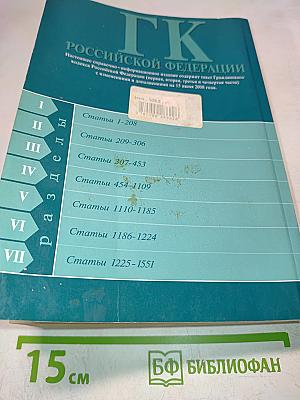 ГК
РОССИЙСКОЙ ФЕДЕРАЦИИ
Настоящее справочно-информационное издание содержит текст Гражданского
кодекса Российской Федерации (первая, вторая, третья и четвертая части)
с изменениями и дополнениями на 15 июня 2008 года.
I
Статьи 1-208
II
Статьи 209-306
III
Статьи 307-453
IV
Статьи 454-1109
V
Статьи 1110-1185
VI
Статьи 1186-1224
VII
Статьи 1225-1551
разделы
15 см
БФ БИБЛИОФАН